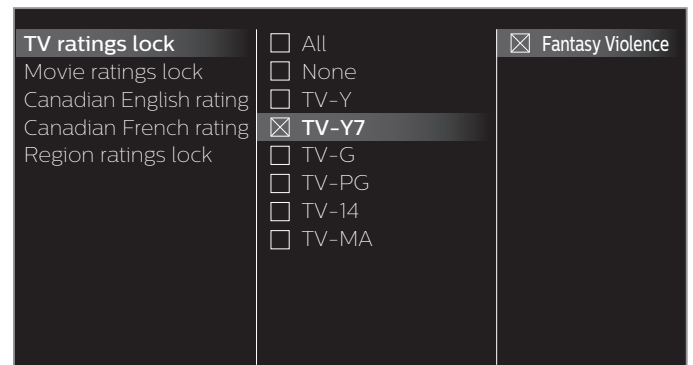 TV ratings lock
Movie ratings lock
Canadian English rating
Canadian French rating
Region ratings lock
All
None
TV-Y
TV-Y7
TV-G
TV-PG
TV-14
TV-MA
Fantasy Violence